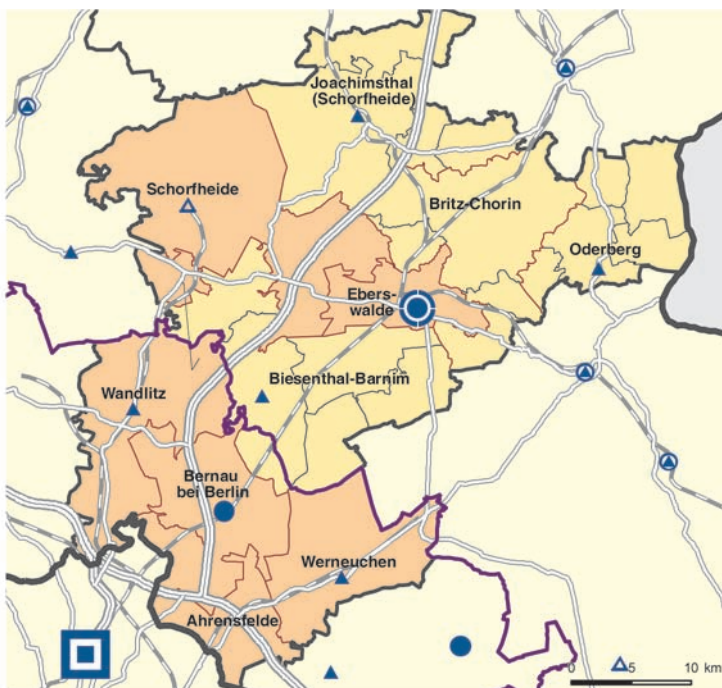 Joachimsthal
(Schorfheide)
Schorfheide
Britz-Chorin
Oderberg
Ebers-
walde
Wandlitz
Biesenthal-Barnim
Bernau
bei Berlin
Werneuchen
Ahrensfelde
0 5 10 km